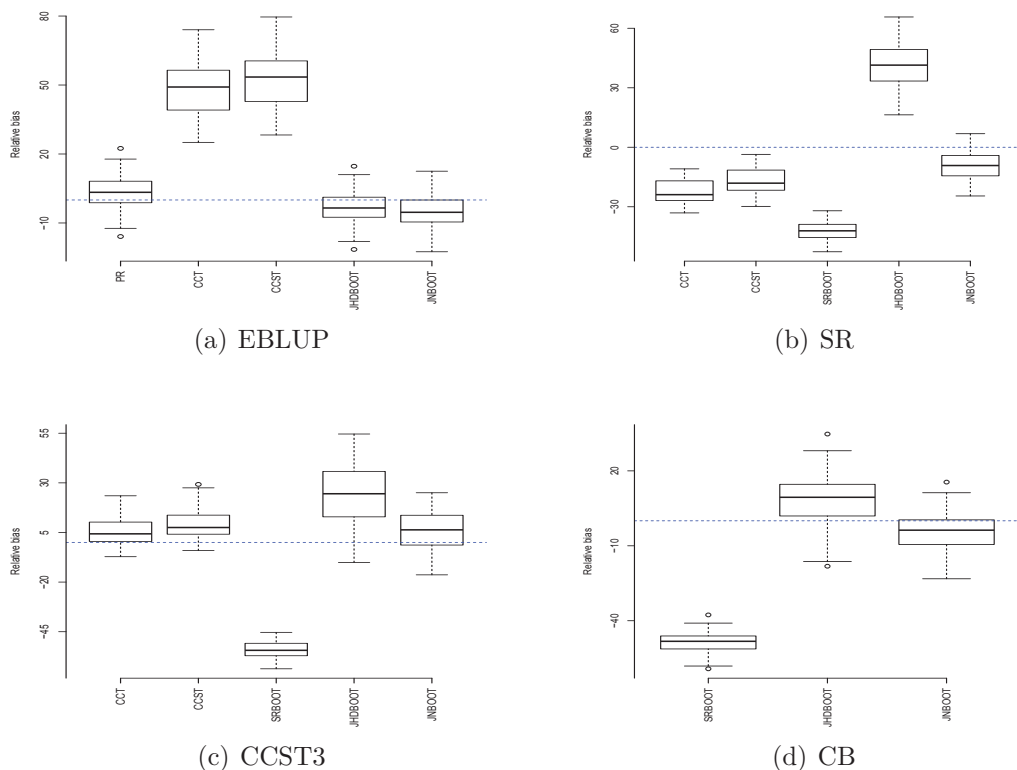 80
50
20
-10
Relative bias
PR
CCT
CCST
JHDBOOT
JNBOOT
(a) EBLUP
60
30
0
-30
Relative bias
CCT
CCST
SRBOOT
JHDBOOT
JNBOOT
(b) SR
55
30
5
-20
-45
Relative bias
CCT
CCST
SRBOOT
JHDBOOT
JNBOOT
(c) CCST3
20
-10
-40
Relative bias
SRBOOT
JHDBOOT
JNBOOT
(d) CB